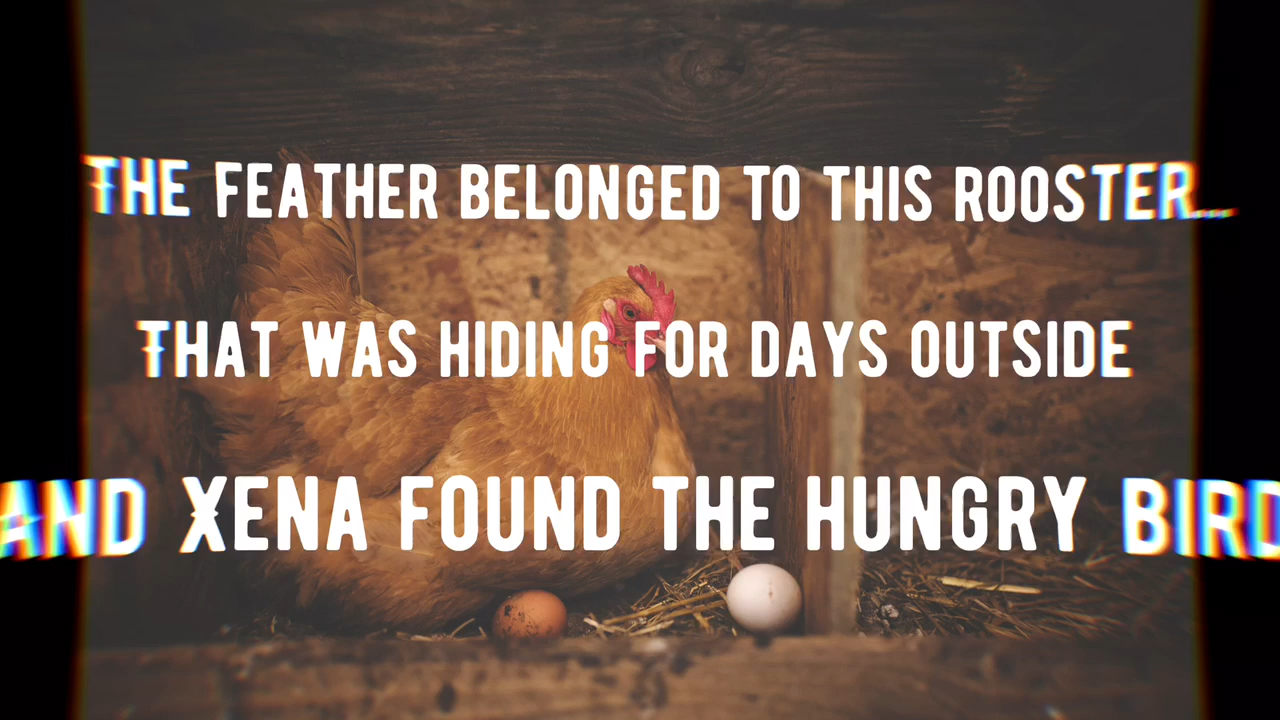 THE FEATHER BELONGED TO THIS ROOSTER...
THAT WAS HIDING FOR DAYS OUTSIDE
AND XENA FOUND THE HUNGRY BIRD